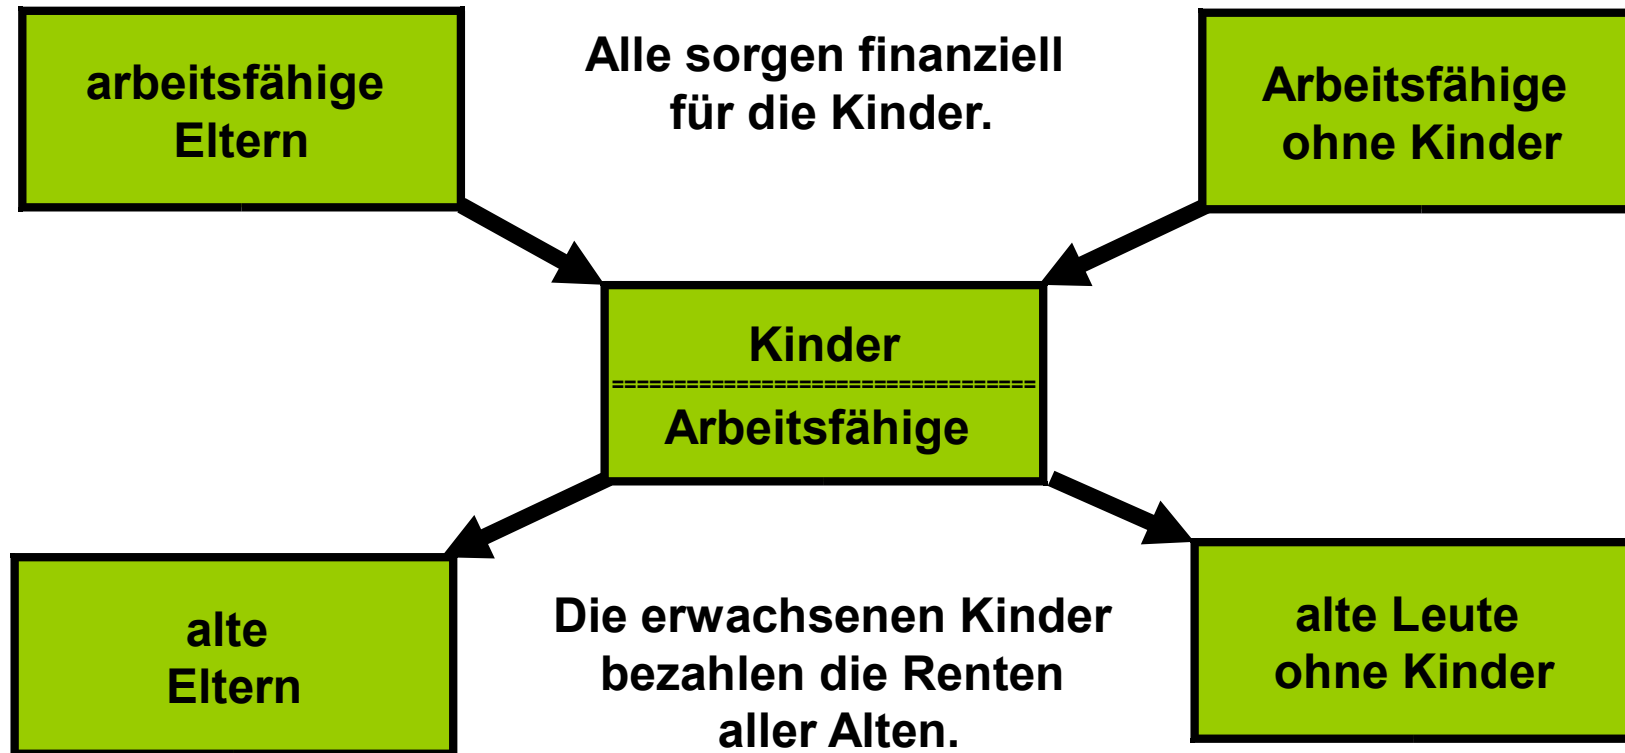 arbeitsfähige
Eltern
Alle sorgen finanziell
für die Kinder.
Arbeitsfähige
ohne Kinder
Kinder
==================================
Arbeitsfähige
alte
Eltern
Die erwachsenen Kinder
bezahlen die Renten
aller Alten.
alte Leute
ohne Kinder